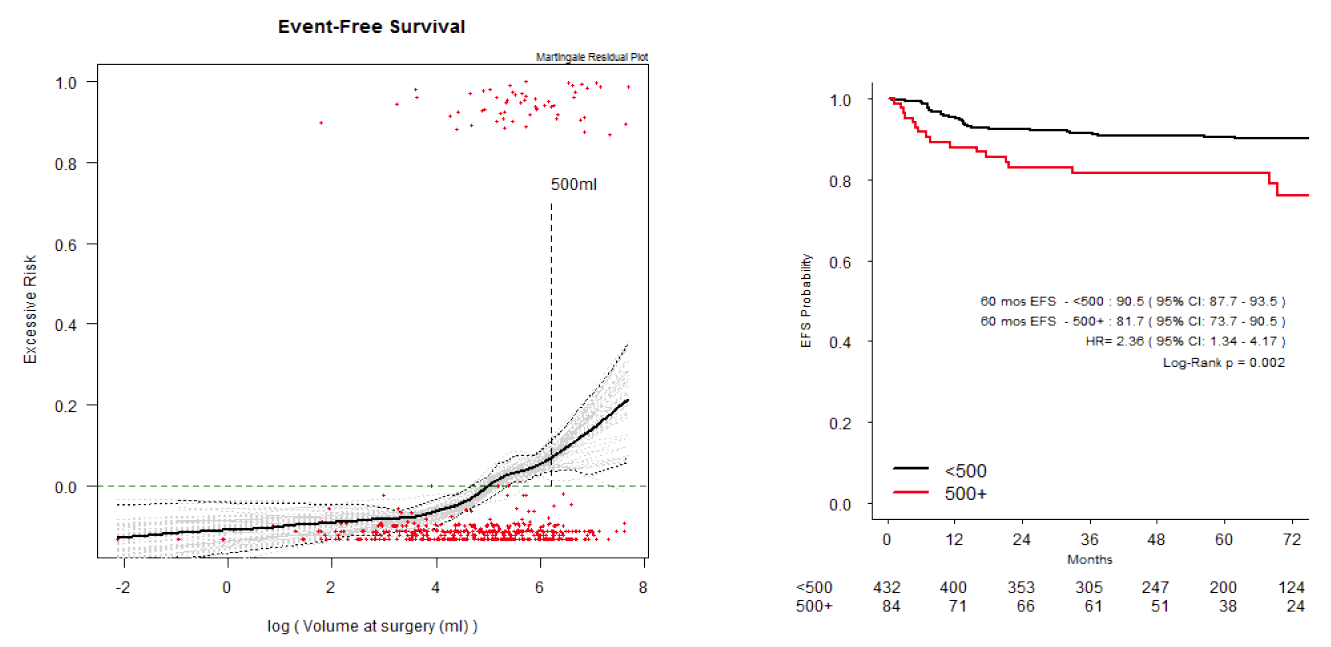 Event-Free Survival
Martingale Residual Plot
1.0
0.8
0.6
0.4
0.2
0.0
Excessive Risk
500ml
-2 0 2 4 6 8
log ( Volume at surgery (ml) )
1.0
0.8
0.6
0.4
0.2
0.0
EFS Probability
60 mos EFS - <500 : 90.5 ( 95% CI: 87.7 - 93.5 )
60 mos EFS - 500+ : 81.7 ( 95% CI: 73.7 - 90.5 )
HR= 2.36 ( 95% CI: 1.34 - 4.17 )
Log-Rank p = 0.002
<500
500+
0 12 24 36 48 60 72
Months
<500 432 400 353 305 247 200 124
500+ 84 71 66 61 51 38 24